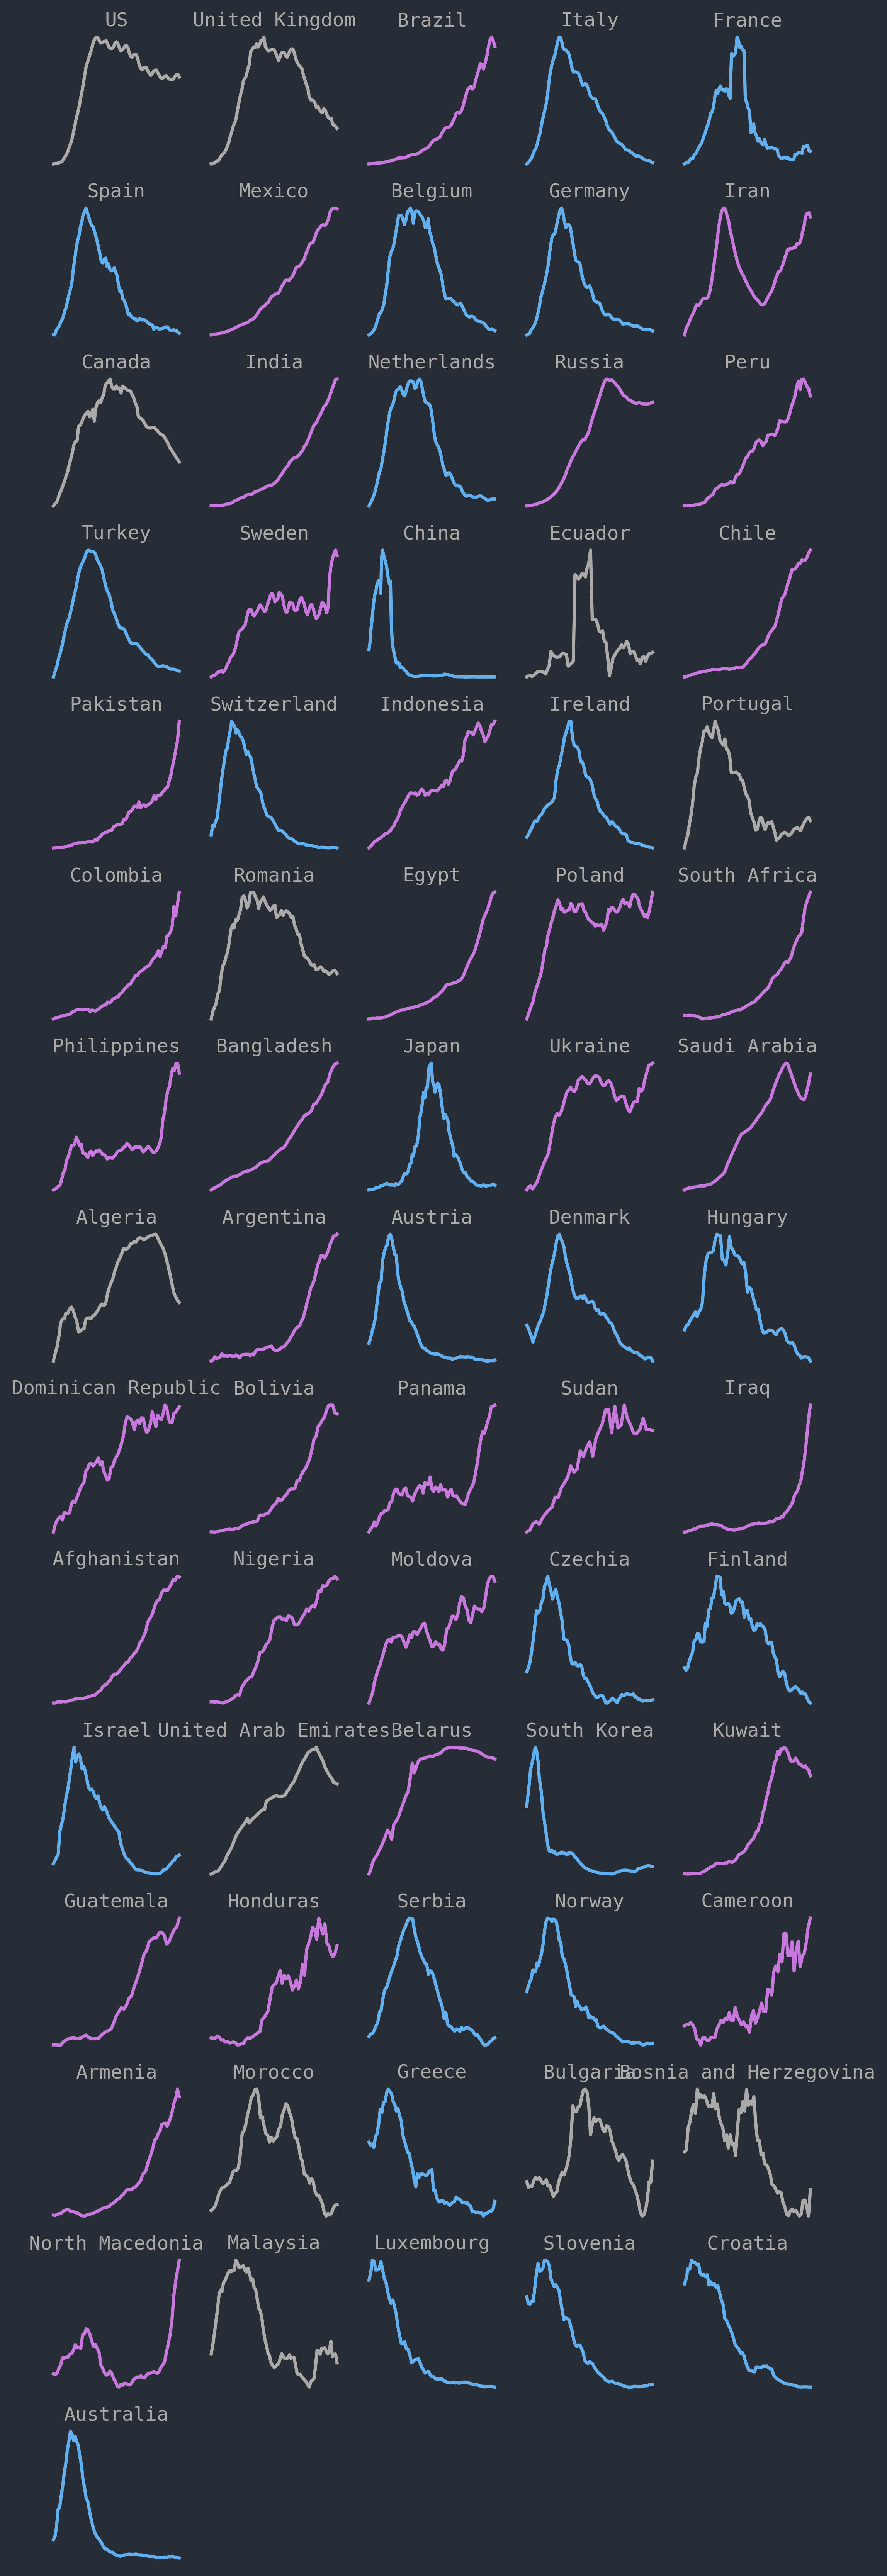 US United Kingdom Brazil Italy France
Spain Mexico Belgium Germany Iran
Canada India Netherlands Russia Peru
Turkey Sweden China Ecuador Chile
Pakistan Switzerland Indonesia Ireland Portugal
Colombia Romania Egypt Poland South Africa
Philippines Bangladesh Japan Ukraine Saudi Arabia
Algeria Argentina Austria Denmark Hungary
Dominican Republic Bolivia Panama Sudan Iraq
Afghanistan Nigeria Moldova Czechia Finland
Israel United Arab Emirates Belarus South Korea Kuwait
Guatemala Honduras Serbia Norway Cameroon
Armenia Morocco Greece Bulgaria Bosnia and Herzegovina
North Macedonia Malaysia Luxembourg Slovenia Croatia
Australia